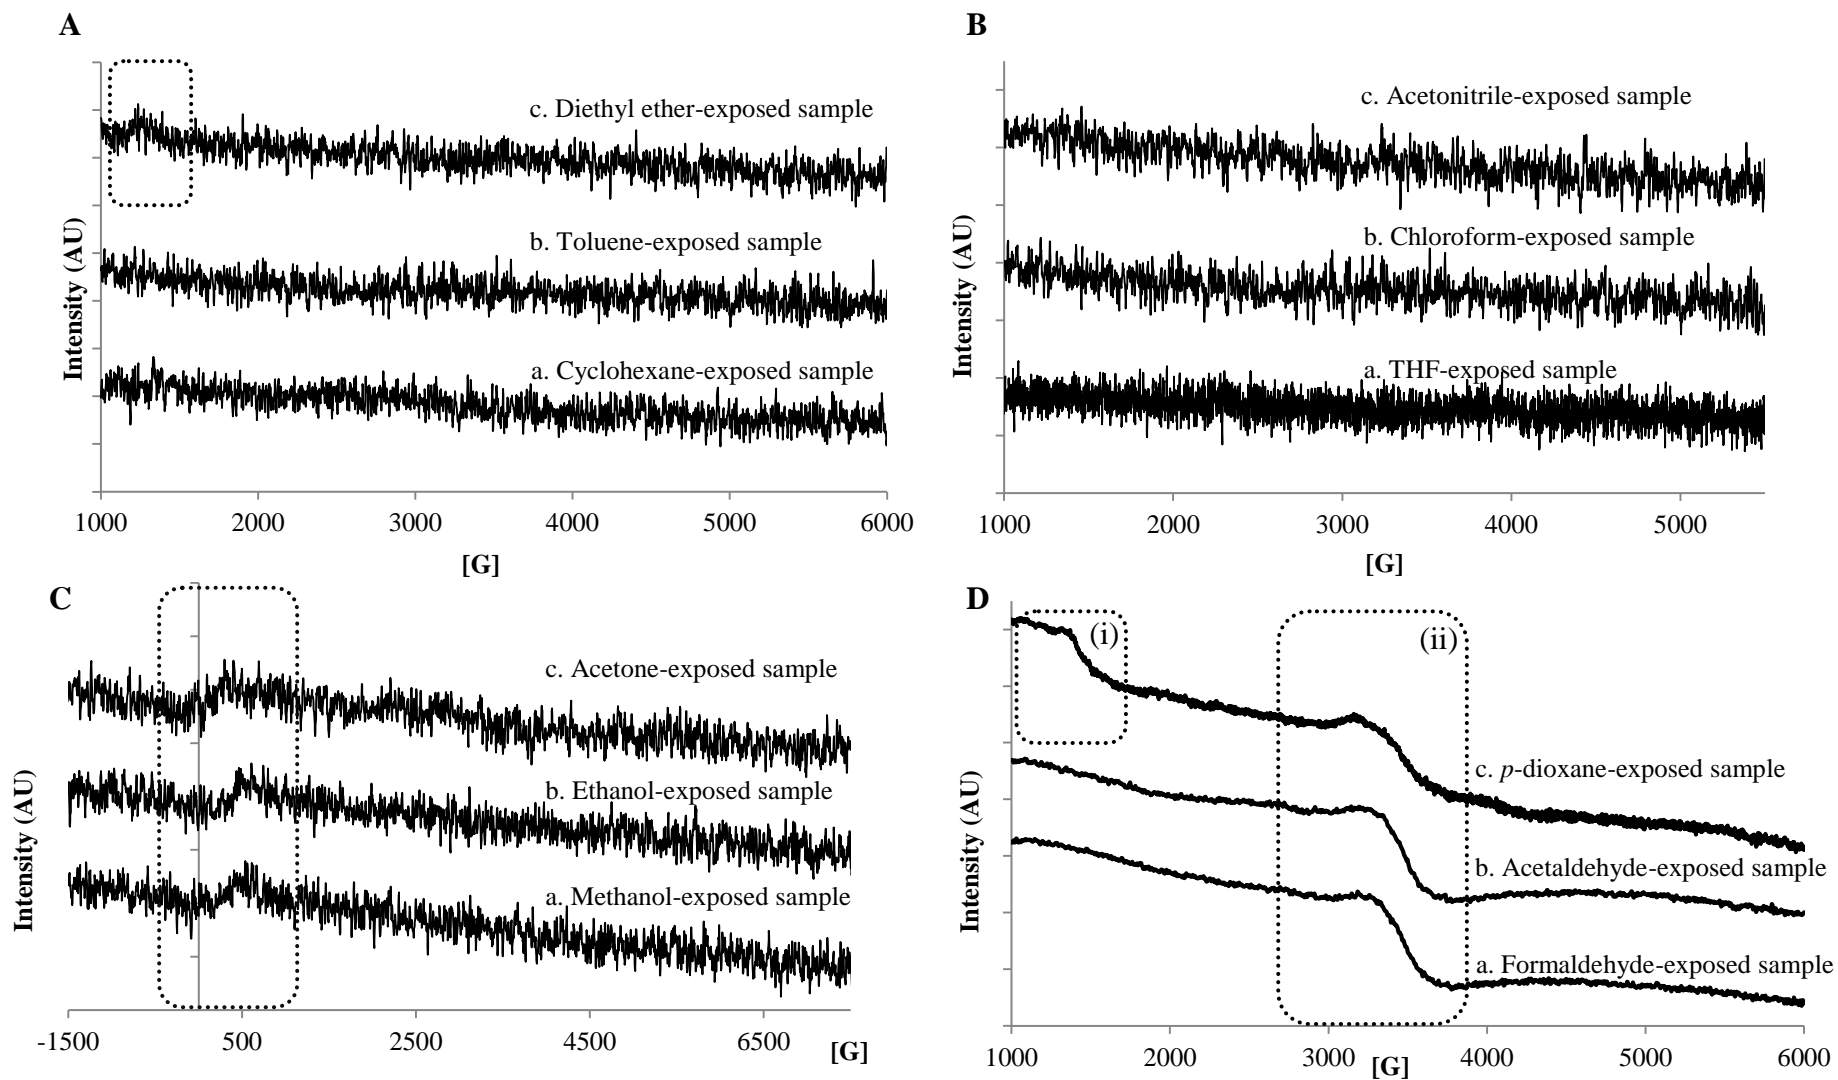 A
c. Diethyl ether-exposed sample
b. Toluene-exposed sample
a. Cyclohexane-exposed sample
Intensity (AU)
1000 2000 3000 4000 5000 6000
[G]
B
c. Acetonitrile-exposed sample
b. Chloroform-exposed sample
a. THF-exposed sample
Intensity (AU)
1000 2000 3000 4000 5000
[G]
C
c. Acetone-exposed sample
b. Ethanol-exposed sample
a. Methanol-exposed sample
Intensity (AU)
-1500 500 2500 4500 6500 [G]
D
(i) (ii)
c. p-dioxane-exposed sample
b. Acetaldehyde-exposed sample
a. Formaldehyde-exposed sample
Intensity (AU)
1000 2000 3000 4000 5000 6000
[G]